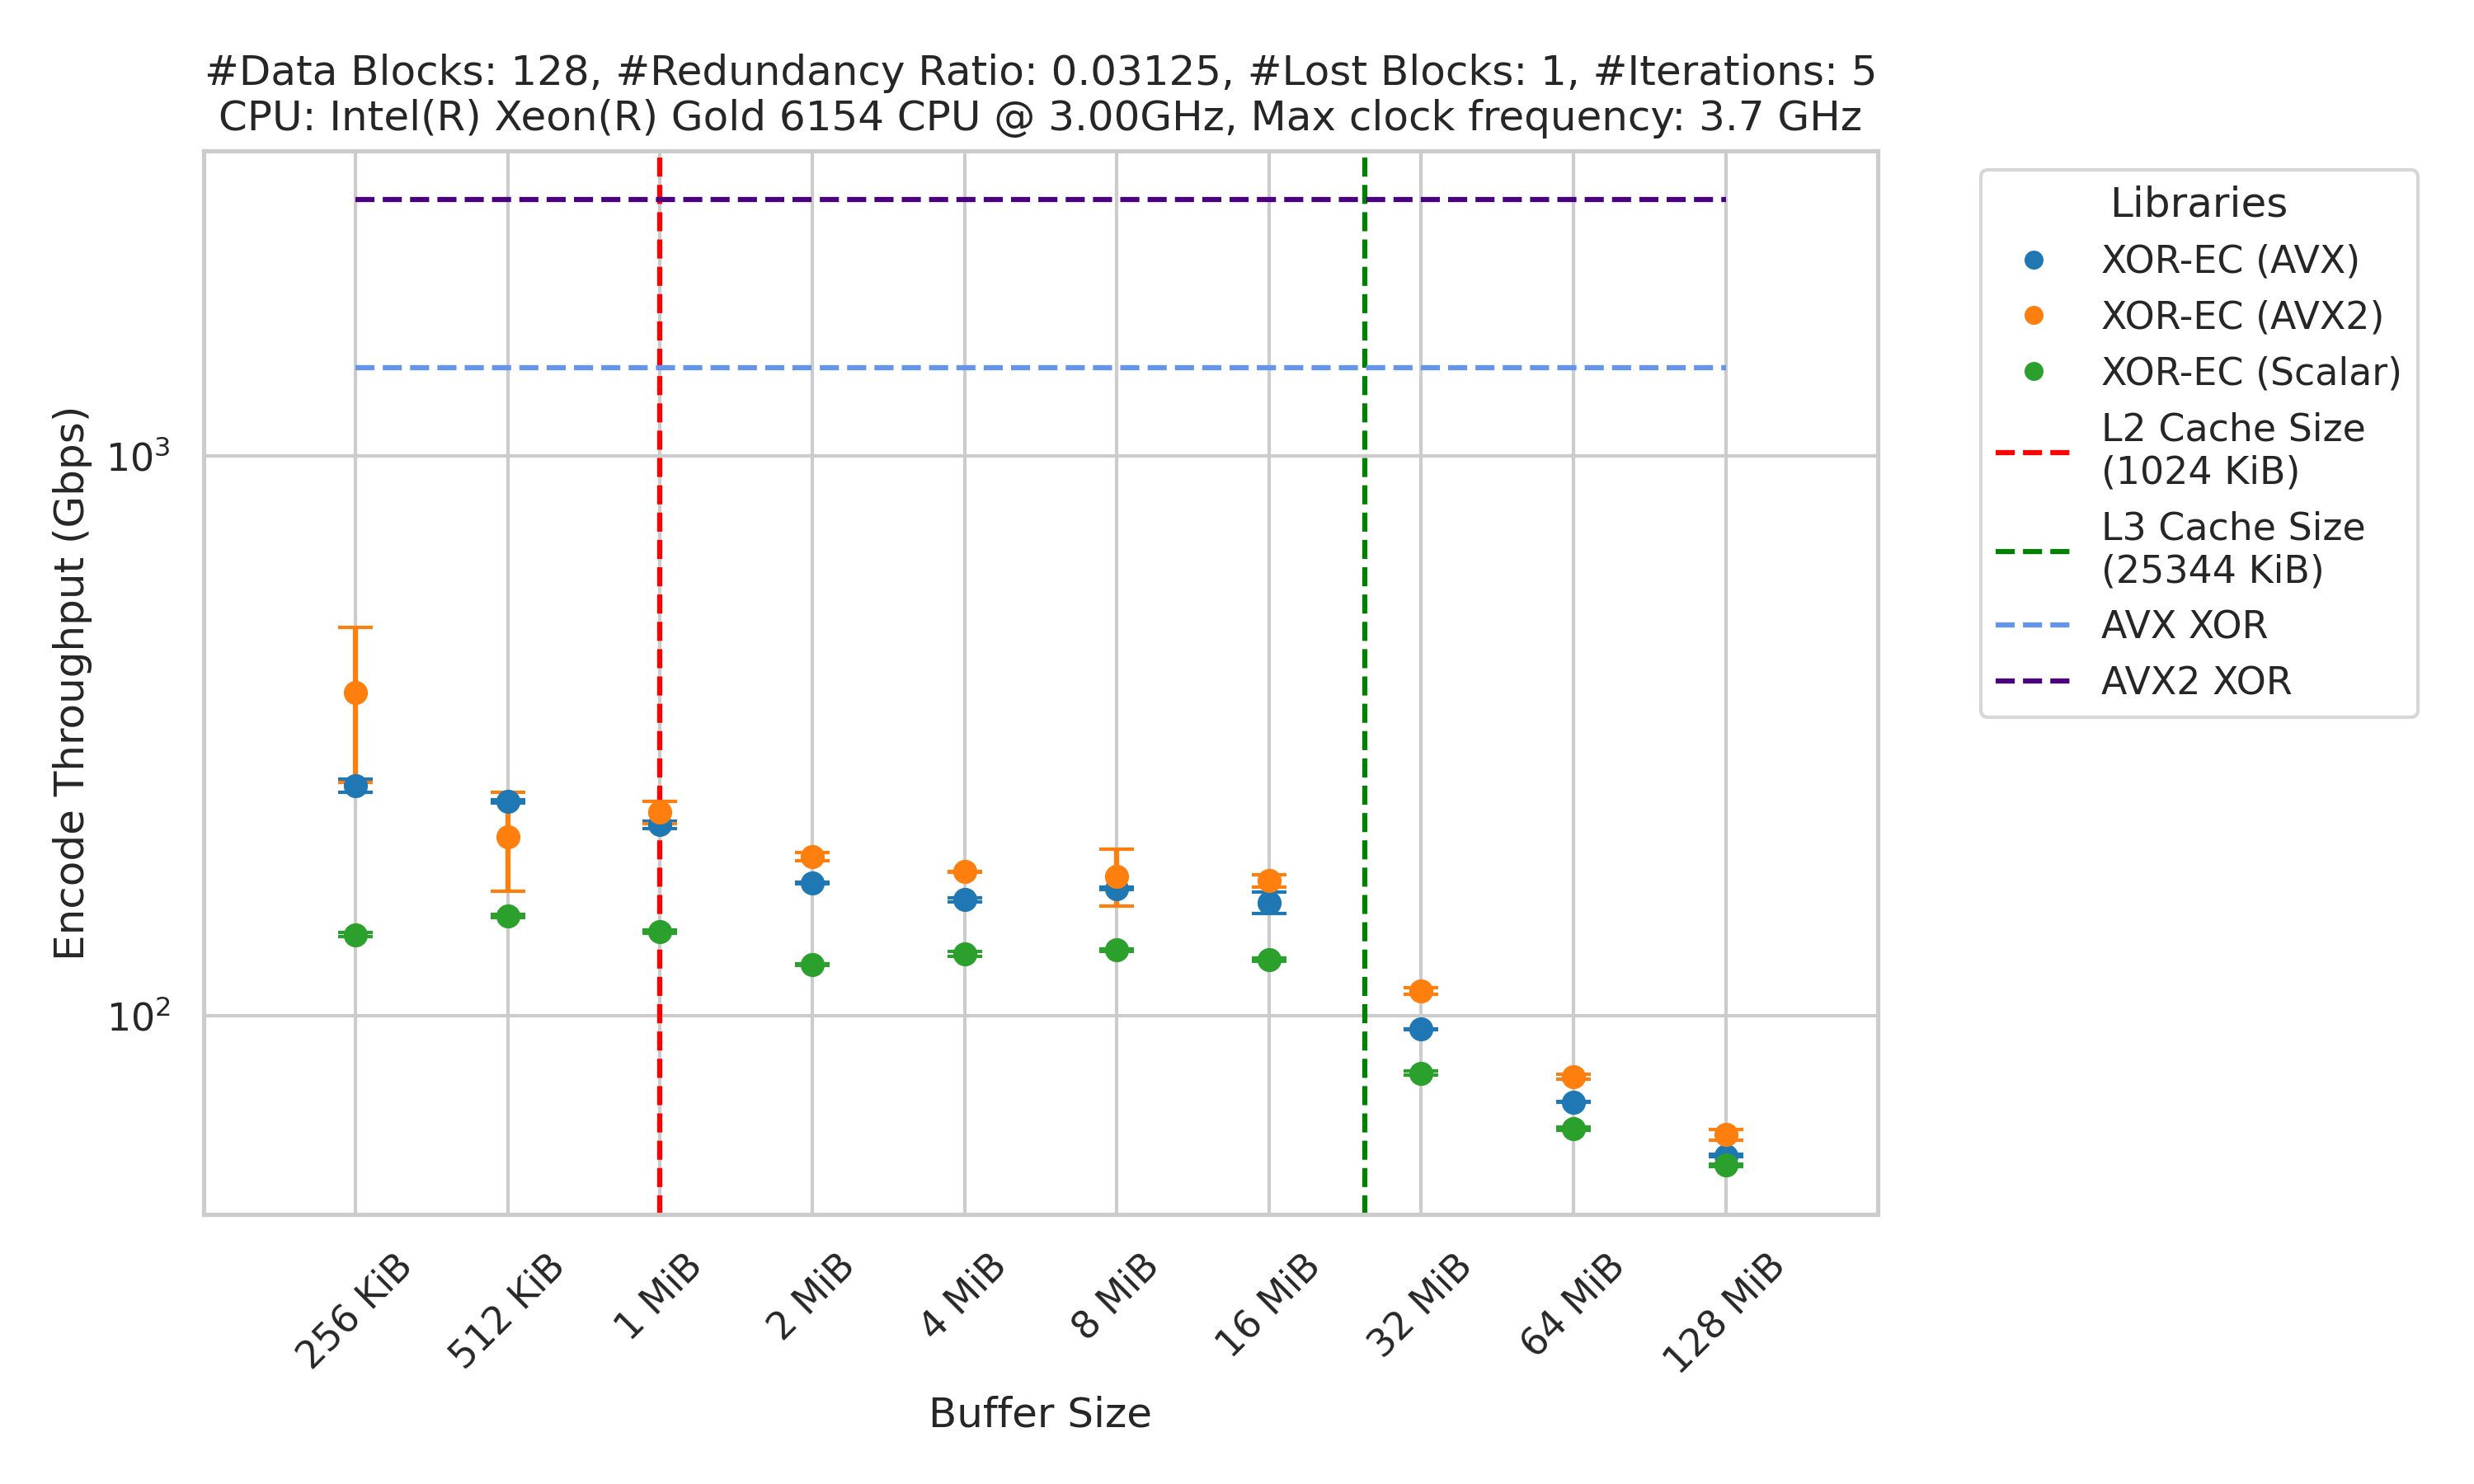 #Data Blocks: 128, #Redundancy Ratio: 0.03125, #Lost Blocks: 1, #Iterations: 5
CPU: Intel(R) Xeon(R) Gold 6154 CPU @ 3.00GHz, Max clock frequency: 3.7 GHz
Encode Throughput (Gbps)
10³
10²
256 KiB
512 KiB
1 MiB
2 MiB
4 MiB
8 MiB
16 MiB
32 MiB
64 MiB
128 MiB
Buffer Size
Libraries
XOR-EC (AVX)
XOR-EC (AVX2)
XOR-EC (Scalar)
L2 Cache Size
(1024 KiB)
L3 Cache Size
(25344 KiB)
AVX XOR
AVX2 XOR